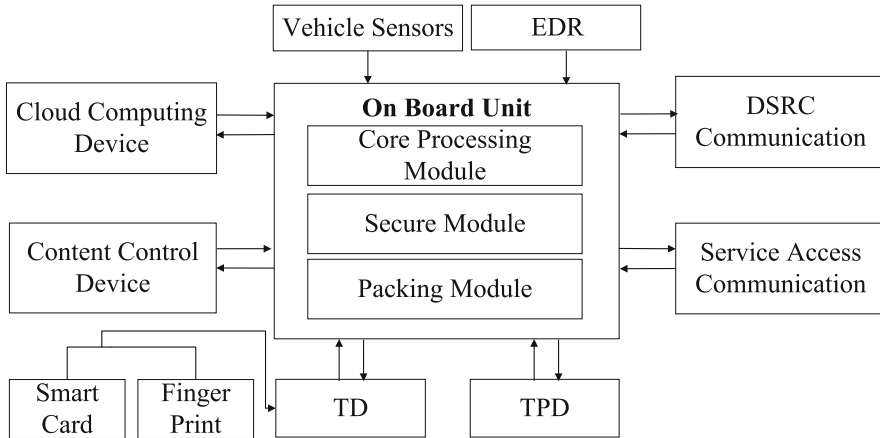 Vehicle Sensors
EDR
Cloud Computing
Device
On Board Unit
Core Processing
Module
Secure Module
Packing Module
DSRC
Communication
Content Control
Device
Service Access
Communication
Smart
Card
Finger
Print
TD
TPD